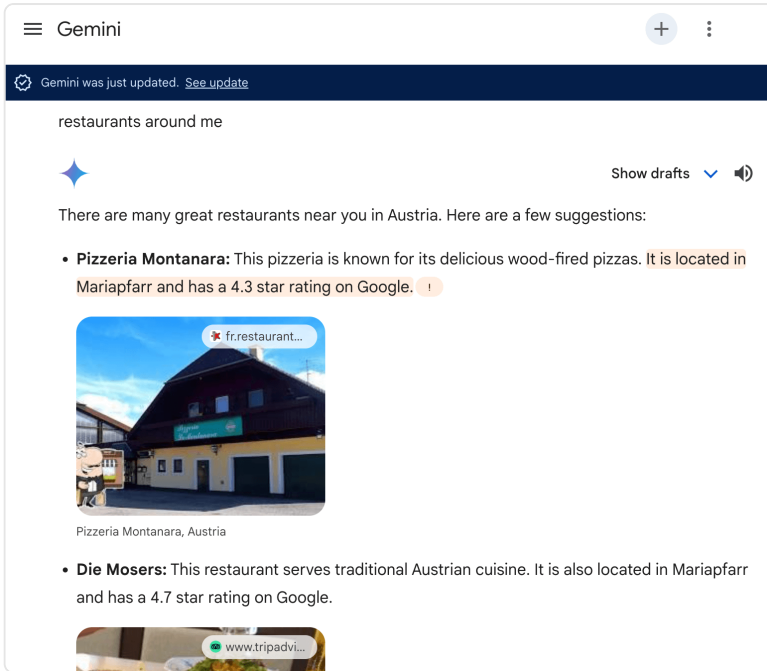 Gemini
Gemini was just updated. See update
restaurants around me
Show drafts
There are many great restaurants near you in Austria. Here are a few suggestions:
• Pizzeria Montanara: This pizzeria is known for its delicious wood-fired pizzas. It is located in
Mariapfarr and has a 4.3 star rating on Google. !
fr.restaurant...
Pizzeria
Pizzeria Montanara, Austria
• Die Mosers: This restaurant serves traditional Austrian cuisine. It is also located in Mariapfarr
and has a 4.7 star rating on Google.
www.tripadvi...